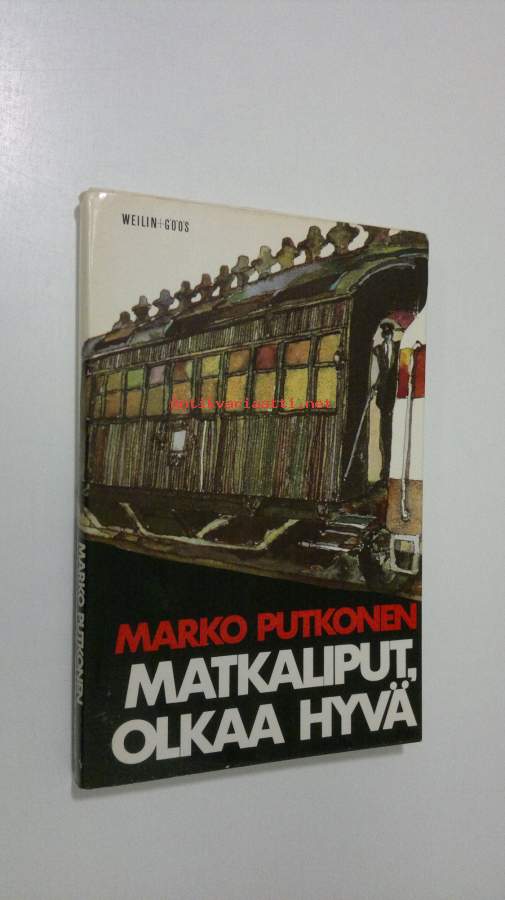 WEILIN+GÖÖS
antikvariaatti.net
MARKO PUTKONEN
MATKALIPUT,
OLKAA HYVÄ
MARKO PUTKONEN